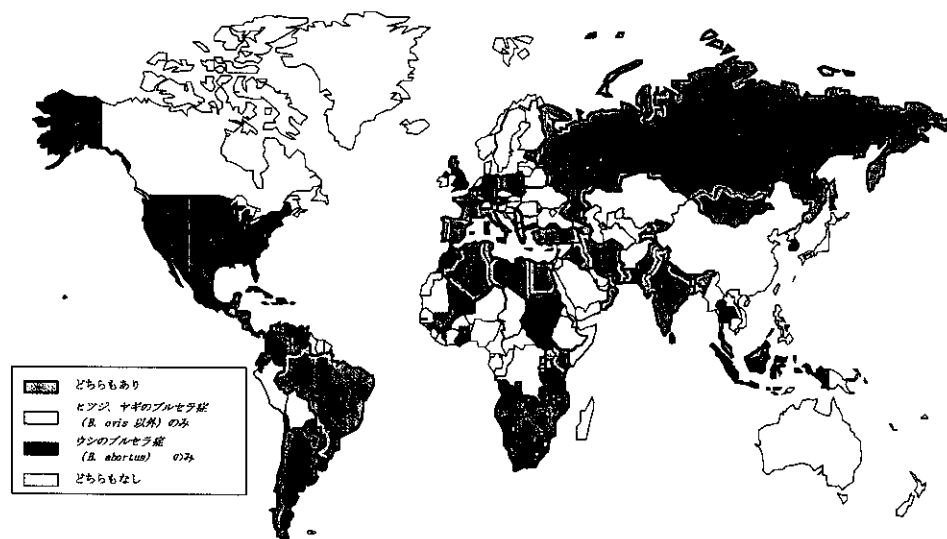 どちらもあり
ヒツジ、ヤギのブルセラ症
(B. ovis 以外) のみ
ウシのブルセラ症
(B. abortus) のみ
どちらもなし